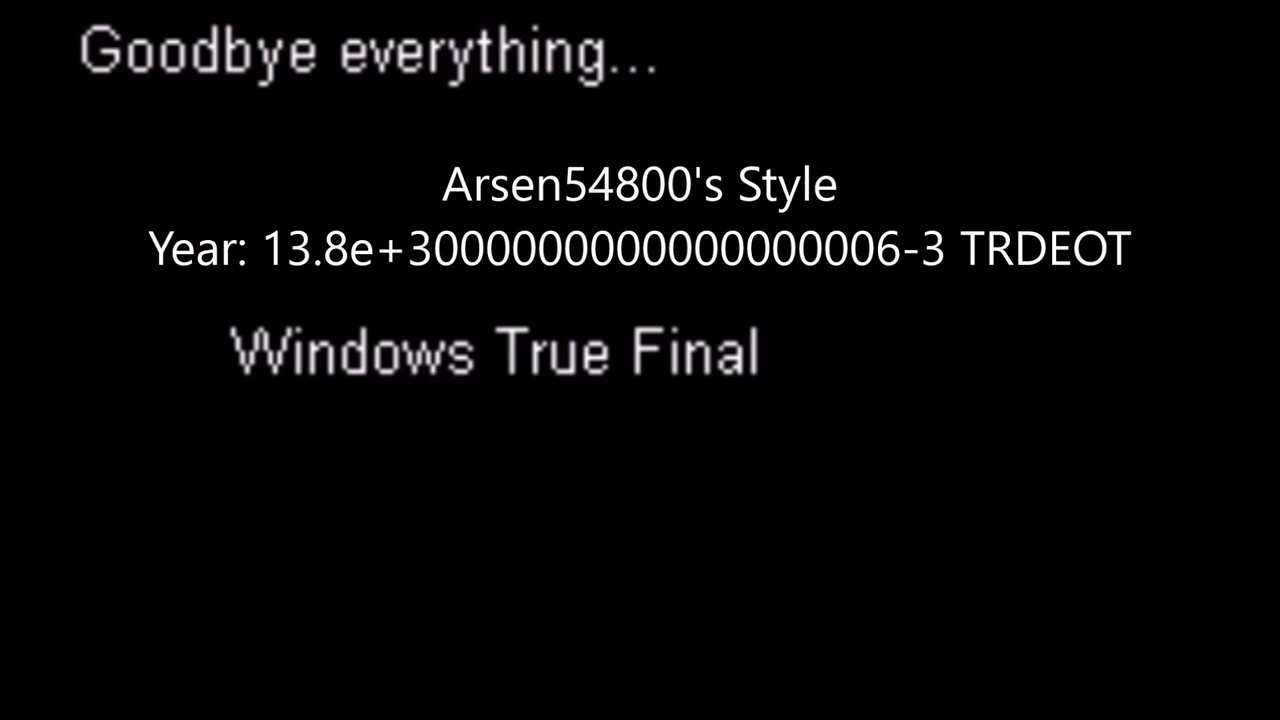 Goodbye everything...
Arsen54800's Style
Year: 13.8e+3000000000000000006-3 TRDEOT
Windows True Final